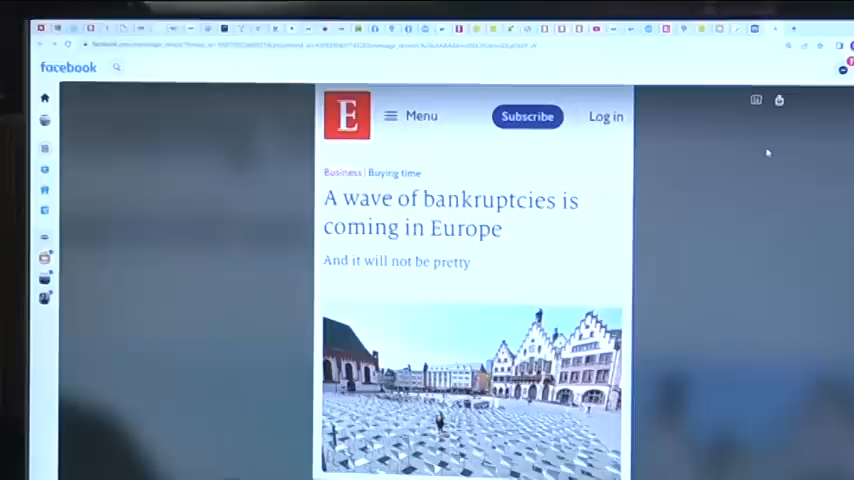 facebook
E
Menu
Subscribe
Log in
Business | Buying time
A wave of bankruptcies is
coming in Europe
And it will not be pretty